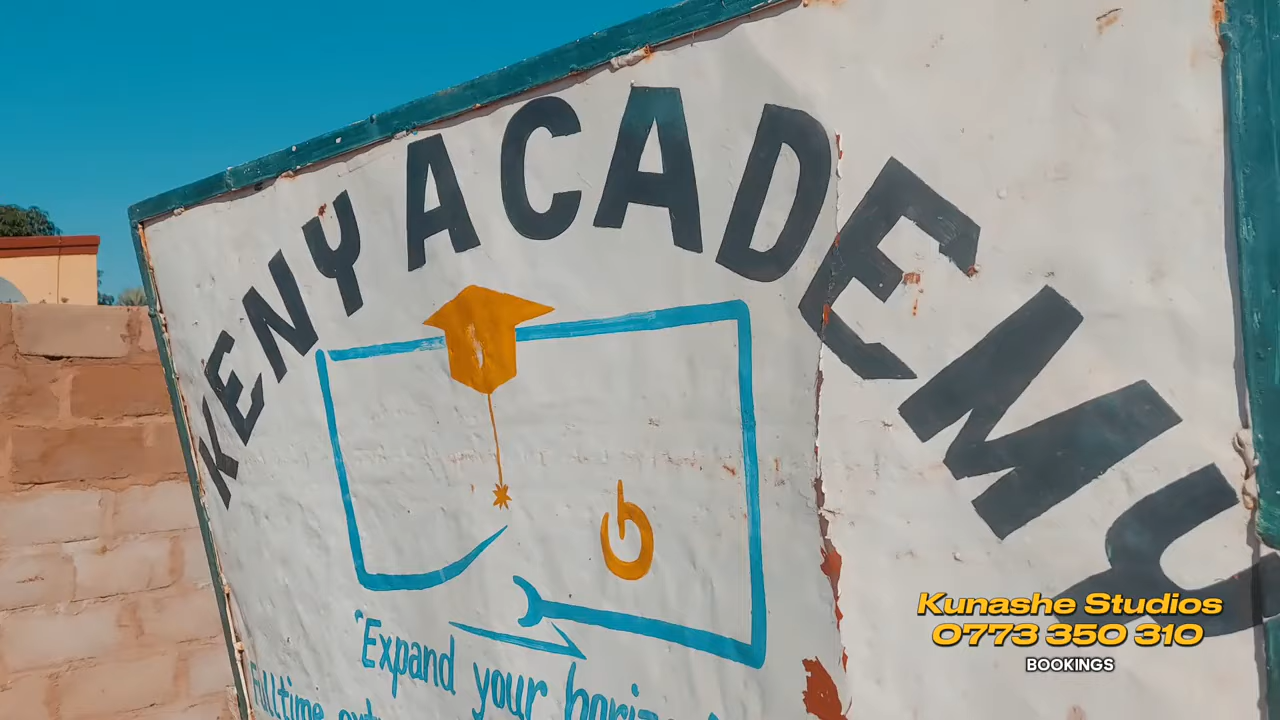 KENY ACADEMY
"Expand your
Fulltime
Kunashe Studios
0773 350 310
BOOKINGS